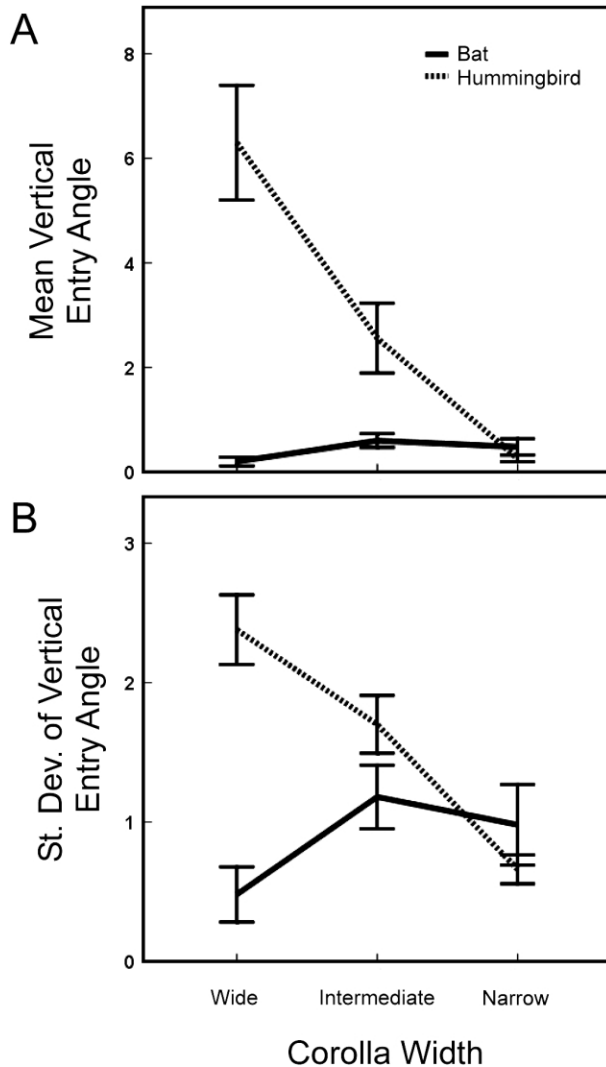 A
Bat
Hummingbird
8
6
4
2
0
Mean Vertical
Entry Angle
B
3
2
1
0
St. Dev. of Vertical
Entry Angle
Wide Intermediate Narrow
Corolla Width